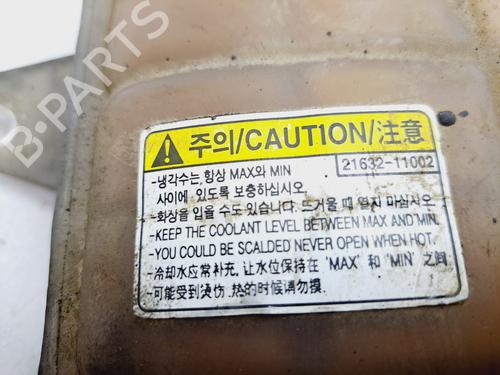 B-PARTS
주의/CAUTION/注意
21632-11002
-냉각수는, 항상 MAX와 MIN
사이에 있도록 보충하십시오.
-화상을 입을 수도 있습니다. 뜨거울 때 열지 마십시오.
-KEEP THE COOLANT LEVEL BETWEEN MAX AND MIN.
-YOU COULD BE SCALDED NEVER OPEN WHEN HOT.
-冷却水应常补充, 让水位保持在 'MAX' 和 'MIN' 之间
-可能受到烫伤. 热的时候请勿摸.